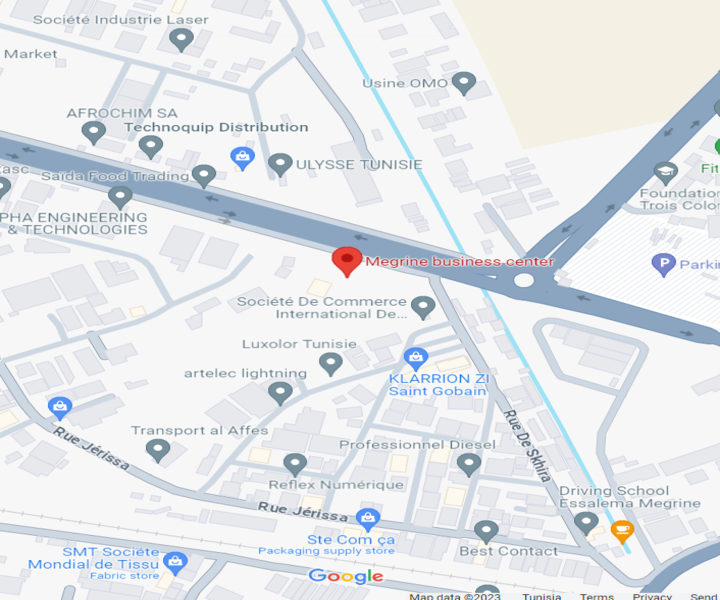 Société Industrie Laser
Market
Usine OMO
AFROCHIM SA
Technoquip Distribution
ULYSSE TUNISIE
Saïda Food Trading
Fit
Foundation
Trois Color
PHA ENGINEERING
& TECHNOLOGIES
Megrine business center
Parkin
Société De Commerce
International De...
Luxolor Tunisie
artelec lightning
KLARRION ZI
Saint Gobain
Rue De Skhira
Transport al Affes
Rue Jérissa
Professionnel Diesel
Reflex Numérique
Driving School
Essalema Megrine
Rue Jérissa
Ste Com ça
Packaging supply store
Best Contact
SMT Societe
Mondial de Tissu
Fabric store
Google
Map data ©2023 Tunisia Terms Privacy Send